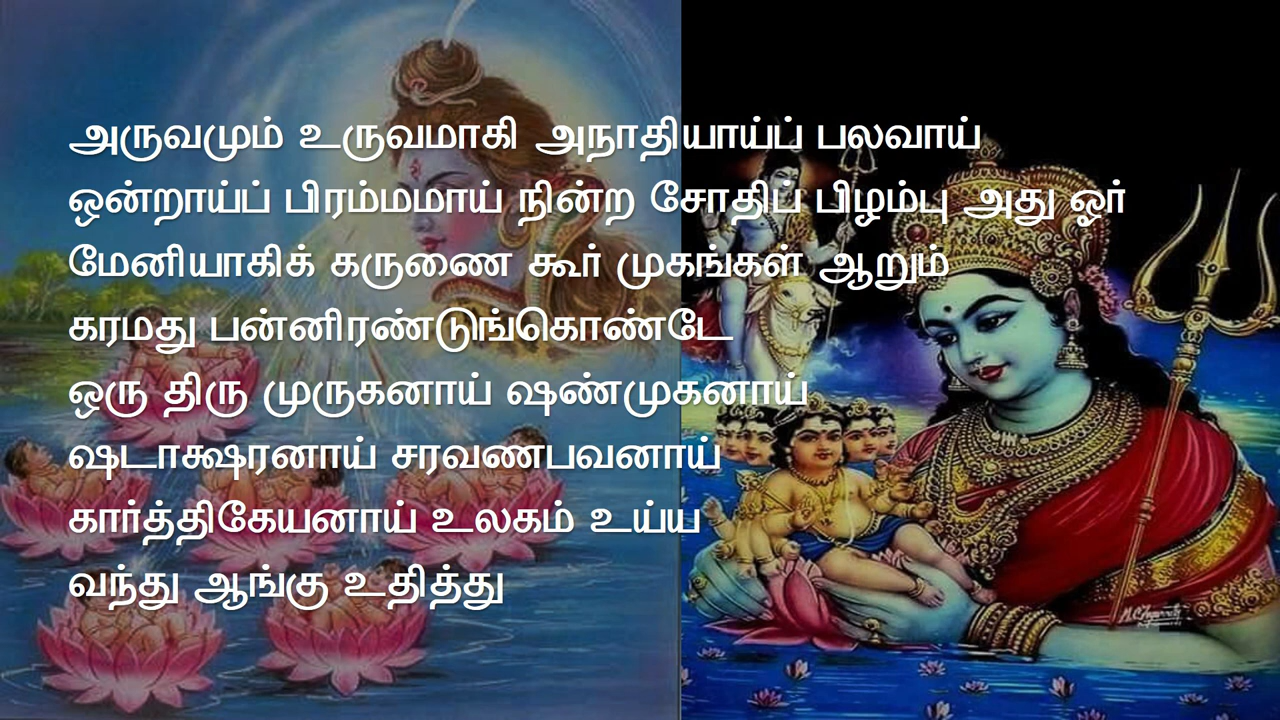 அருவமும் உருவமாகி அநாதியாய்ப் பலவாய்
ஒன்றாய்ப் பிரம்மமாய் நின்ற சோதிப் பிழம்பு அது ஓர்
மேனியாகிக் கருணை கூர் முகங்கள் ஆறும்
கரமது பன்னிரண்டுங்கொண்டே
ஒரு திரு முருகனாய் ஷண்முகனாய்
ஷடாக்ஷரனாய் சரவணபவனாய்
கார்த்திகேயனாய் உலகம் உய்ய
வந்து ஆங்கு உதித்து